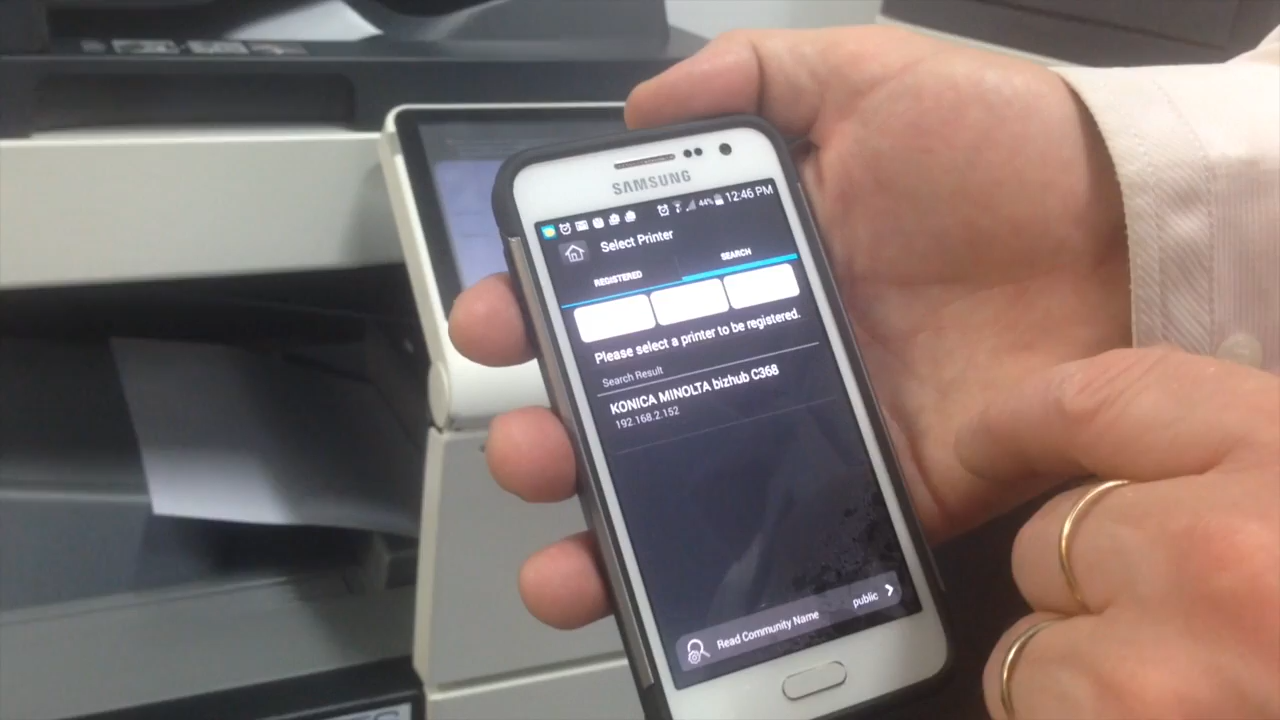 SAMSUNG
44% 12:46 PM
Select Printer
REGISTERED
SEARCH
Please select a printer to be registered.
Search Result
KONICA MINOLTA bizhub C368
192.168.2.152
Read Community Name
public